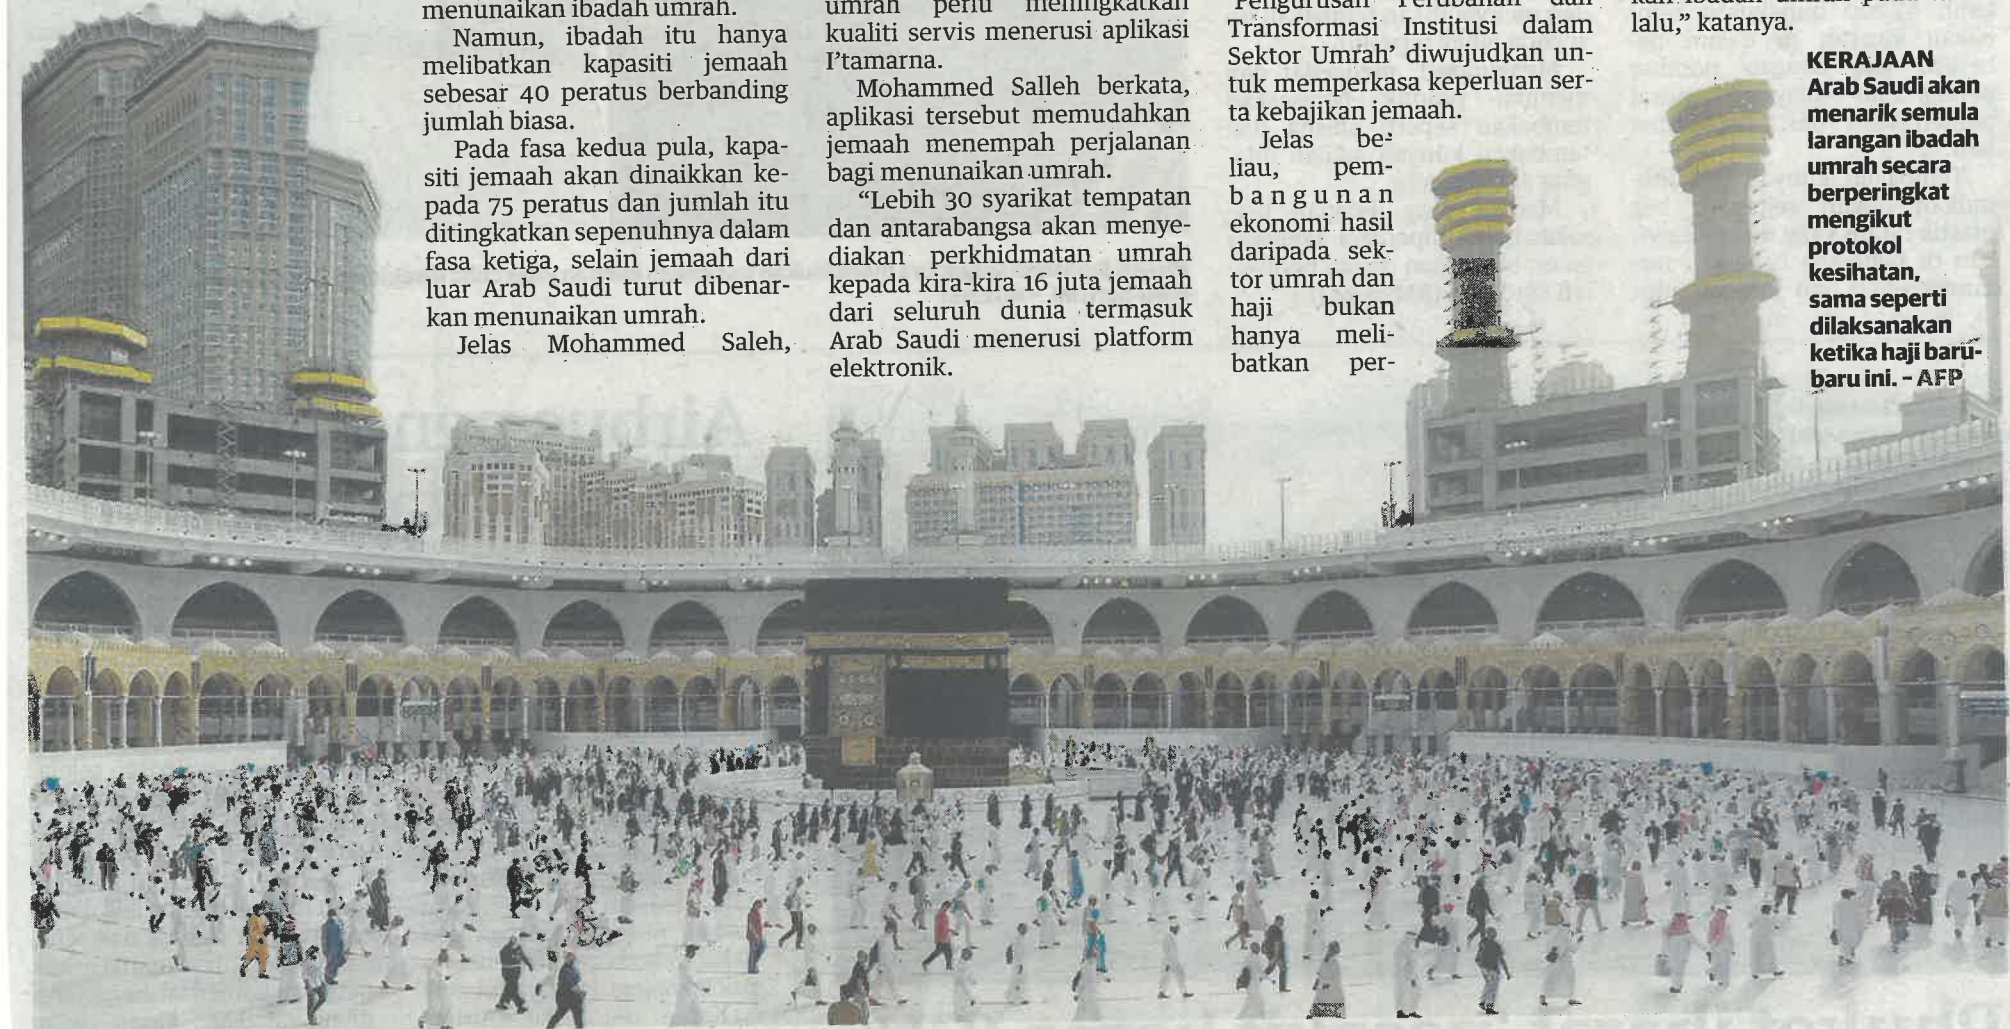 menunaikan ibadah umrah.
Namun, ibadah itu hanya
melibatkan kapasiti jemaah
sebesar 40 peratus berbanding
jumlah biasa.
Pada fasa kedua pula, kapa-
siti jemaah akan dinaikkan ke-
pada 75 peratus dan jumlah itu
ditingkatkan sepenuhnya dalam
fasa ketiga, selain jemaah dari
luar Arab Saudi turut dibenar-
kan menunaikan umrah.
Jelas Mohammed Saleh,
umrah perlu meningkatkan
kualiti servis menerusi aplikasi
I'tamarna.
Mohammed Salleh berkata,
aplikasi tersebut memudahkan
jemaah menempah perjalanan
bagi menunaikan umrah.
“Lebih 30 syarikat tempatan
dan antarabangsa akan menye-
diakan perkhidmatan umrah
kepada kira-kira 16 juta jemaah
dari seluruh dunia termasuk
Arab Saudi menerusi platform
elektronik.
Pengurusan Perubahan dan
Transformasi Institusi dalam
Sektor Umrah’ diwujudkan un-
tuk memperkasa keperluan ser-
ta kebajikan jemaah.
Jelas be-
liau, pem-
bangunan
ekonomi hasil
daripada sek-
tor umrah dan
haji bukan
hanya meli-
batkan per-
lalu,” katanya.
KERAJAAN
Arab Saudi akan
menarik semula
larangan ibadah
umrah secara
berperingkat
mengikut
protokol
kesihatan,
sama seperti
dilaksanakan
ketika haji baru-
baru ini. – AFP